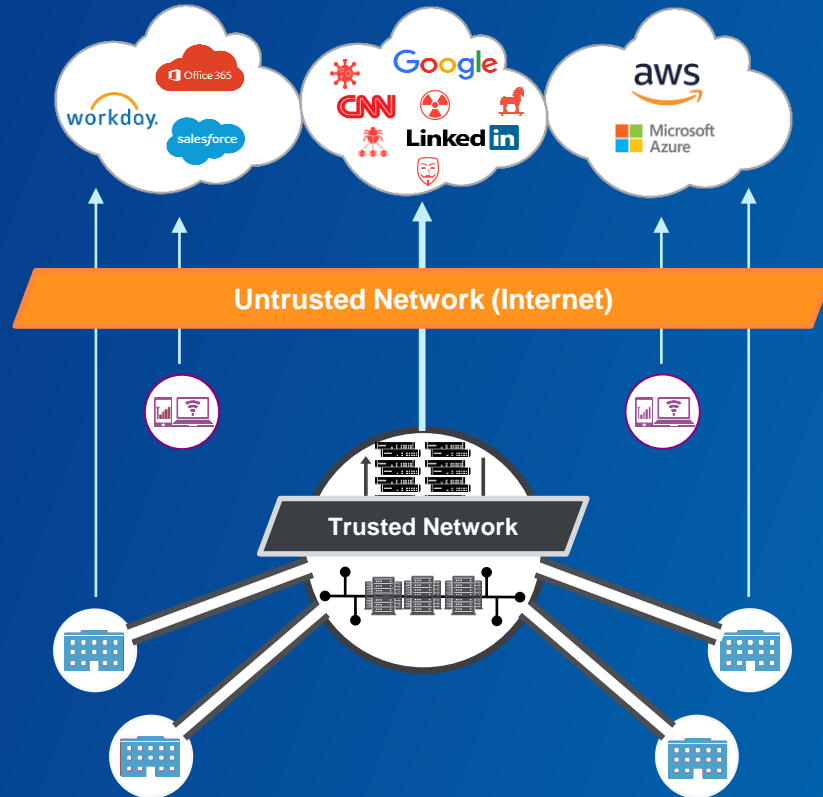 Office 365
workday.
salesforce
Google
CNN
Linked in
aws
Microsoft
Azure
Untrusted Network (Internet)
Trusted Network